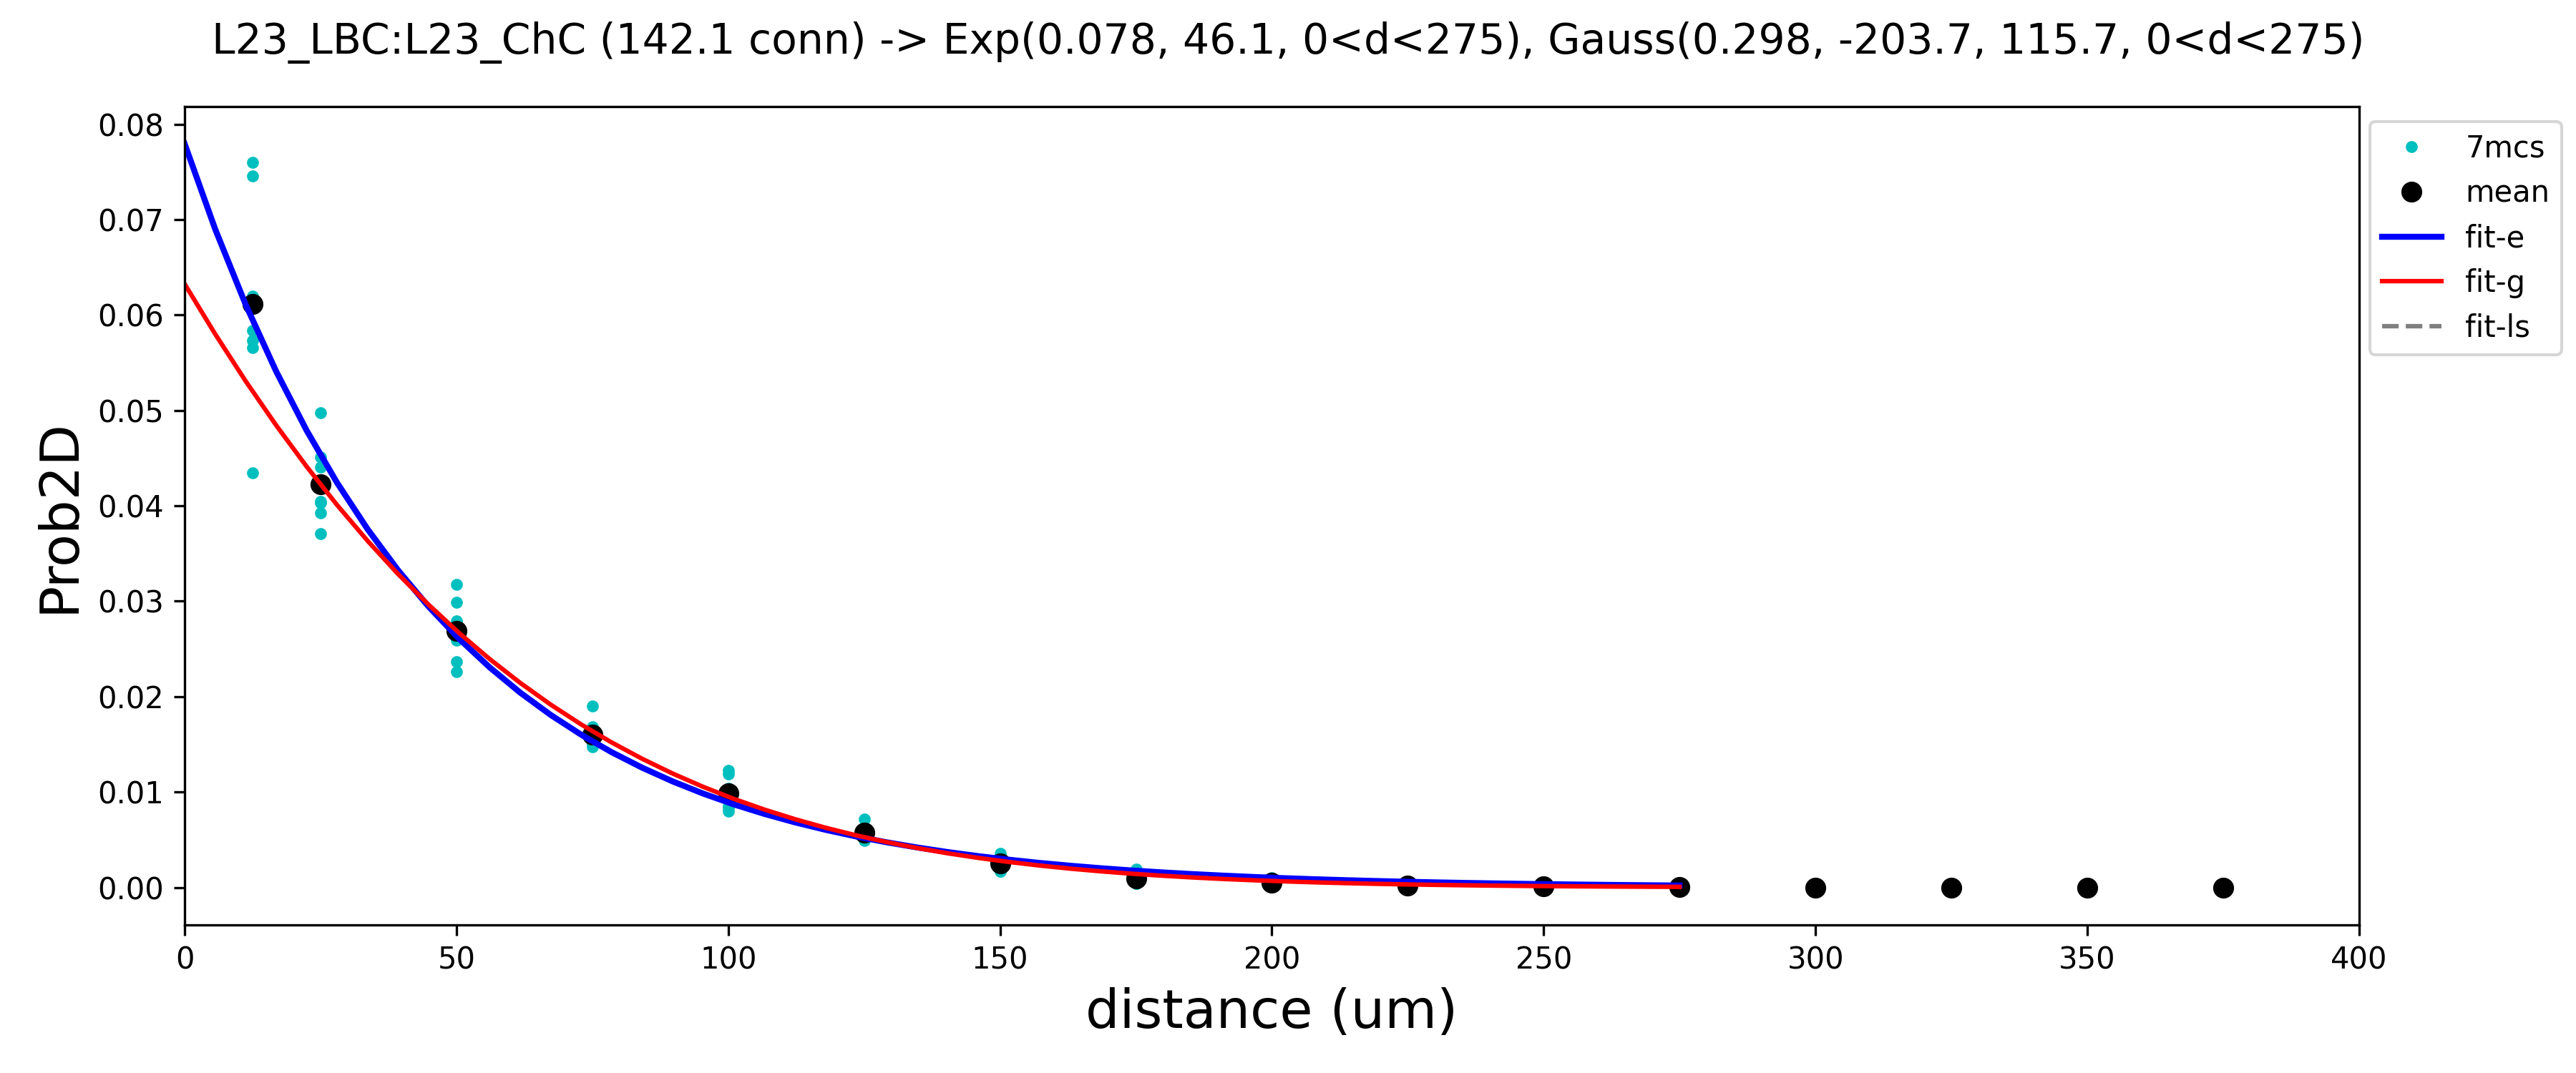 L23_LBC:L23_ChC (142.1 conn) -> Exp(0.078, 46.1, 0<d<275), Gauss(0.298, -203.7, 115.7, 0<d<275)
0.08
0.07
0.06
0.05
0.04
0.03
0.02
0.01
0.00
Prob2D
0 50 100 150 200 250 300 350 400
distance (um)
7mcs
mean
fit-e
fit-g
fit-ls